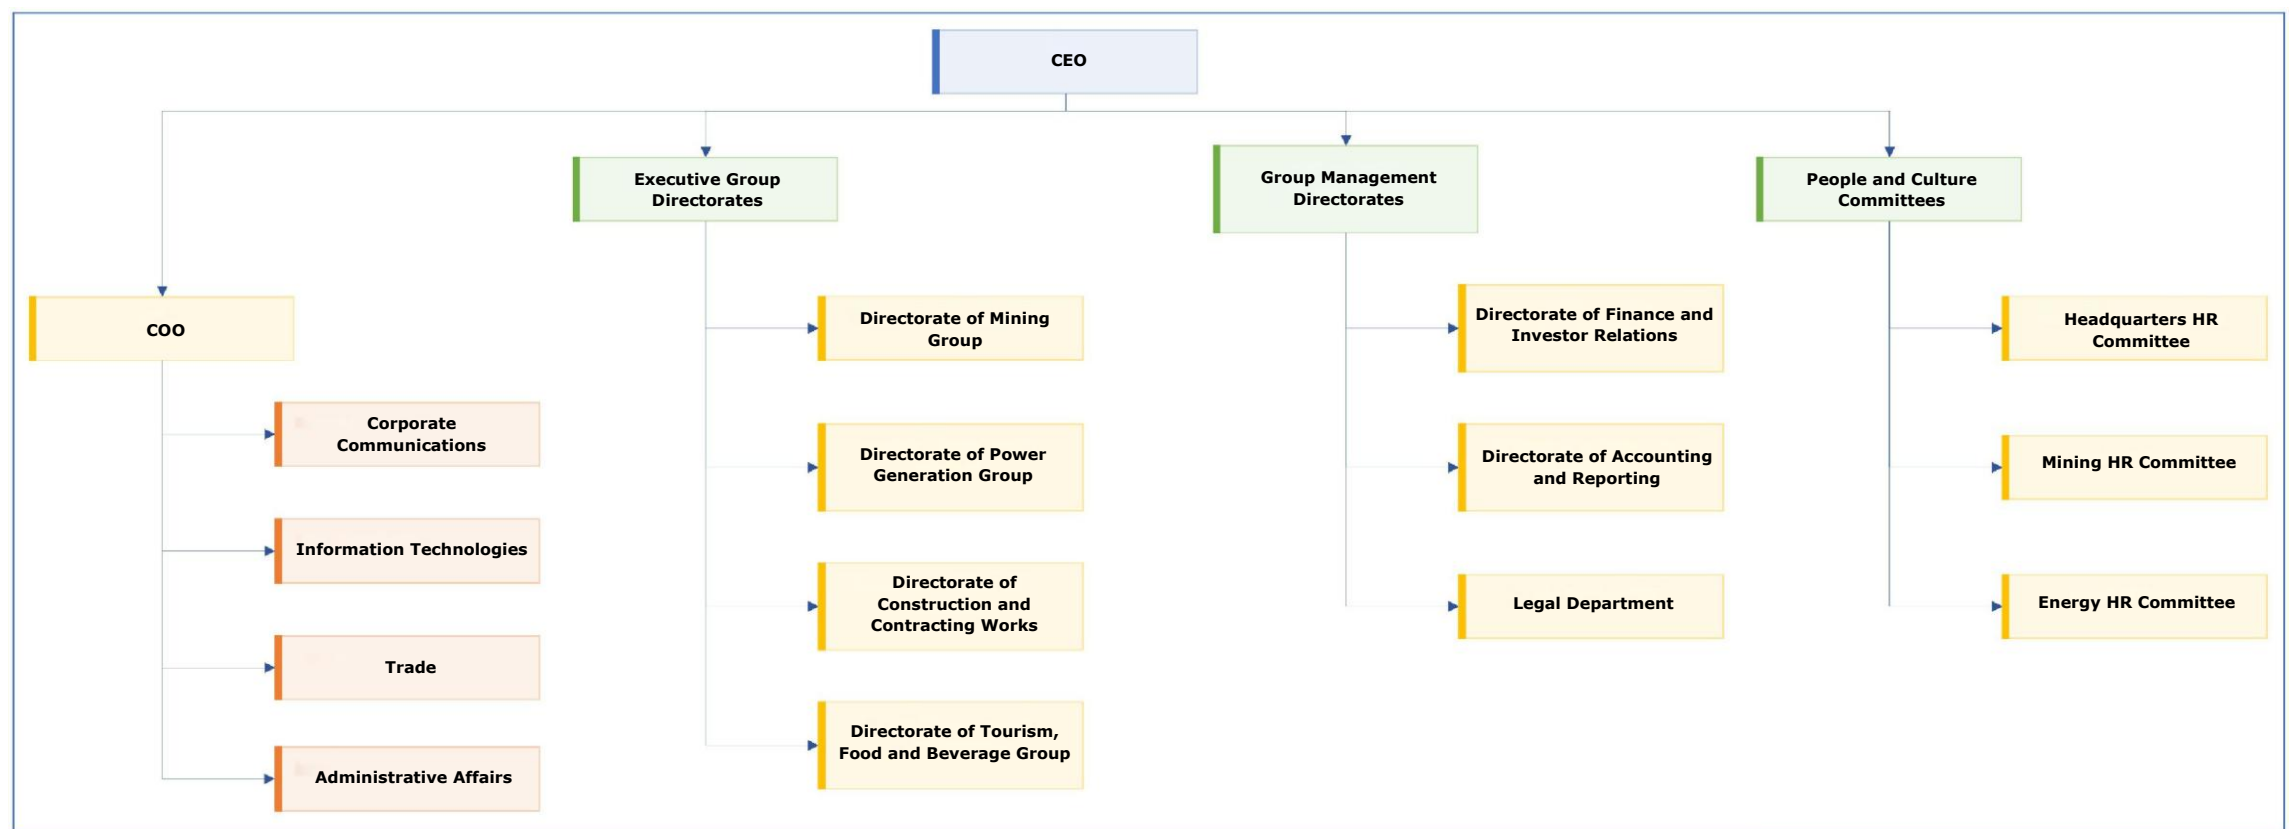 CEO
Executive Group
Directorates
Group Management
Directorates
People and Culture
Committees
COO
Corporate
Communications
Information Technologies
Trade
Administrative Affairs
Directorate of Mining
Group
Directorate of Power
Generation Group
Directorate of
Construction and
Contracting Works
Directorate of Tourism,
Food and Beverage Group
Directorate of Finance and
Investor Relations
Directorate of Accounting
and Reporting
Legal Department
Headquarters HR
Committee
Mining HR Committee
Energy HR Committee